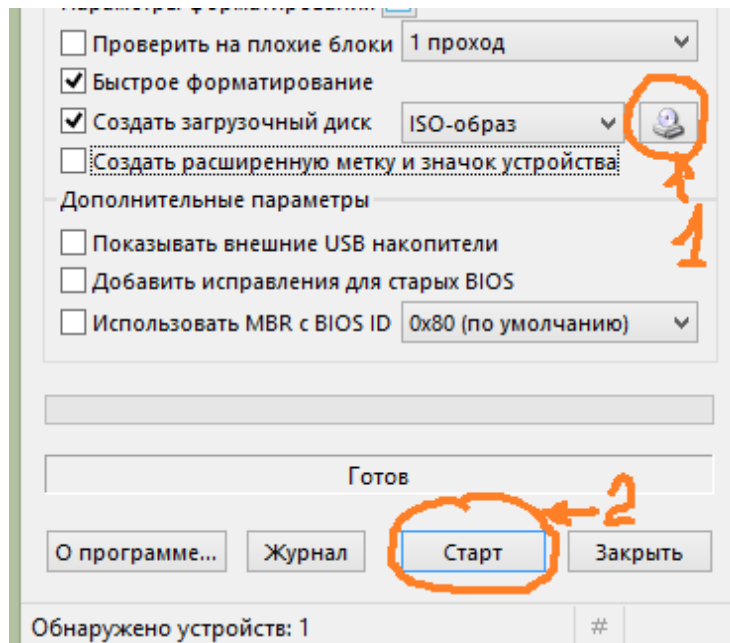 Параметры форматирования
Проверить на плохие блоки 1 проход
Быстрое форматирование
Создать загрузочный диск ISO-образ
Создать расширенную метку и значок устройства
1
Дополнительные параметры
Показывать внешние USB накопители
Добавить исправления для старых BIOS
Использовать MBR с BIOS ID 0x80 (по умолчанию)
Готов
2
О программе... Журнал Старт Закрыть
Обнаружено устройств: 1 #